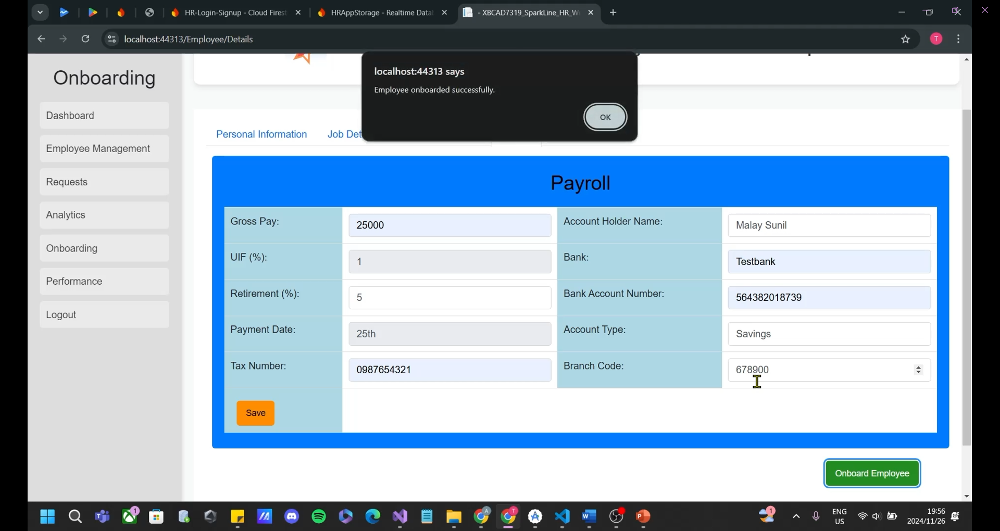 HR-Login-Signup - Cloud Firest
HRAppStorage - Realtime Data
- XBCAD7319_SparkLine_HR_W
localhost:44313/Employee/Details
T
Onboarding
Dashboard
Employee Management
Requests
Analytics
Onboarding
Performance
Logout
localhost:44313 says
Employee onboarded successfully.
OK
Personal Information
Job Det
Payroll
Gross Pay:
25000
Account Holder Name:
Malay Sunil
UIF (%):
1
Bank:
Testbank
Retirement (%):
5
Bank Account Number:
564382018739
Payment Date:
25th
Account Type:
Savings
Tax Number:
0987654321
Branch Code:
678900
Save
Onboard Employee
1
A
T
1
ENG
US
19:56
2024/11/26